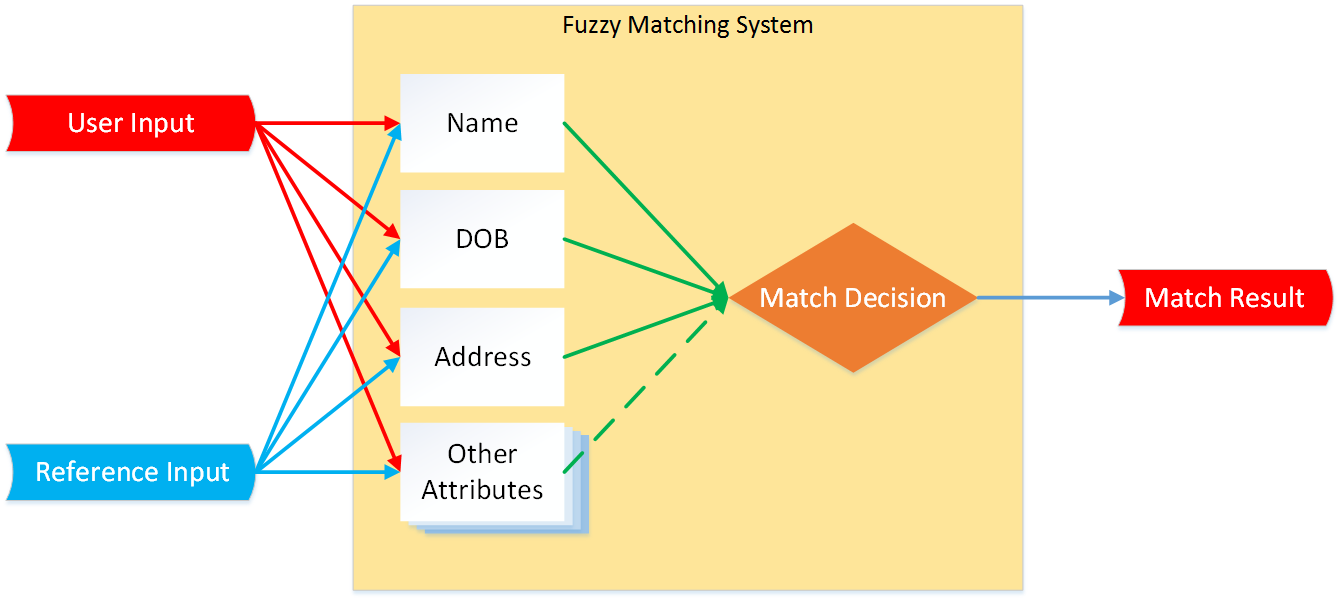 Fuzzy Matching System
User Input
Name
DOB
Match Decision
Match Result
Address
Reference Input
Other
Attributes